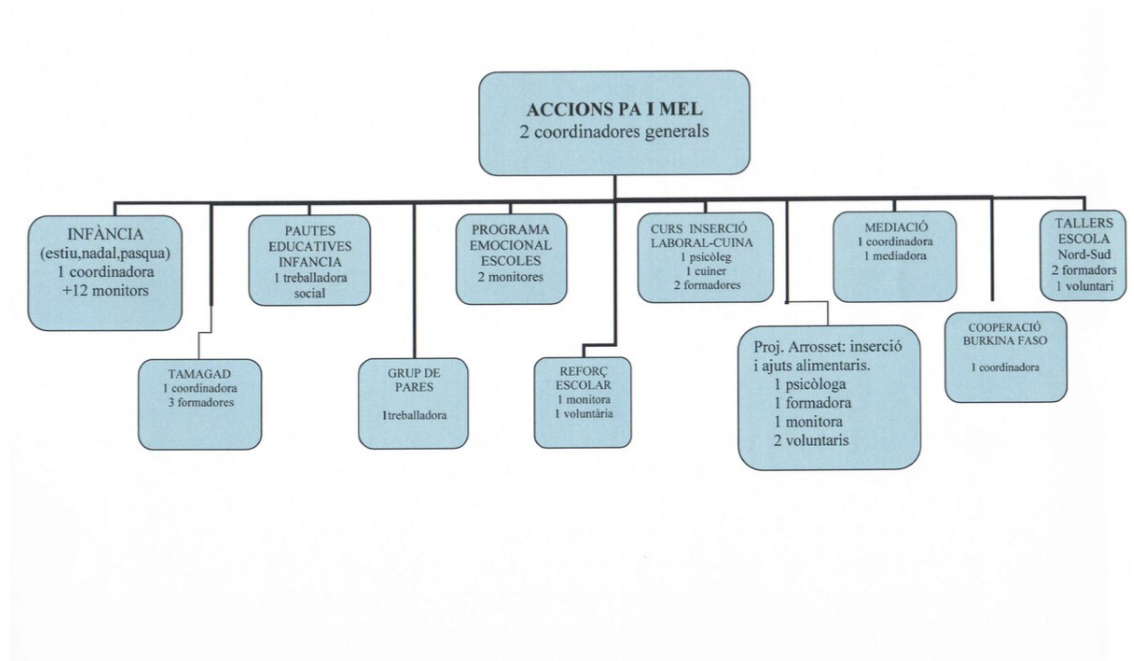 ACCIONS PA I MEL
2 coordinadores generals
INFÀNCIA
(estiu,nadal,pasqua)
1 coordinadora
+12 monitors
PAUTES
EDUCATIVES
INFANCIA
1 treballadora
social
PROGRAMA
EMOCIONAL
ESCOLES
2 monitores
CURS INSERCIÓ
LABORAL-CUINA
1 psicòleg
1 cuiner
2 formadores
MEDIACIÓ
1 coordinadora
1 mediadora
TALLERS
ESCOLA
Nord-Sud
2 formadors
1 voluntari
TAMAGAD
1 coordinadora
3 formadores
GRUP DE
PARES
1treballadora
REFORÇ
ESCOLAR
1 monitora
1 voluntària
Proj. Arrosset: inserció
i ajuts alimentaris.
1 psicòloga
1 formadora
1 monitora
2 voluntaris
COOPERACIÓ
BURKINA FASO
1 coordinadora